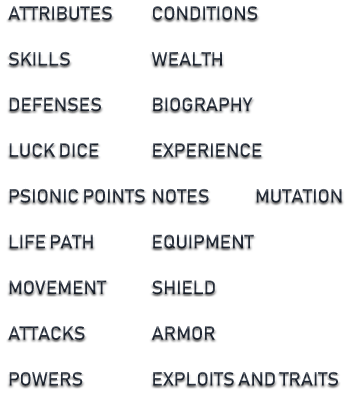 ATTRIBUTES CONDITIONS
SKILLS WEALTH
DEFENSES BIOGRAPHY
LUCK DICE EXPERIENCE
PSIONIC POINTS NOTES MUTATION
LIFE PATH EQUIPMENT
MOVEMENT SHIELD
ATTACKS ARMOR
POWERS EXPLOITS AND TRAITS